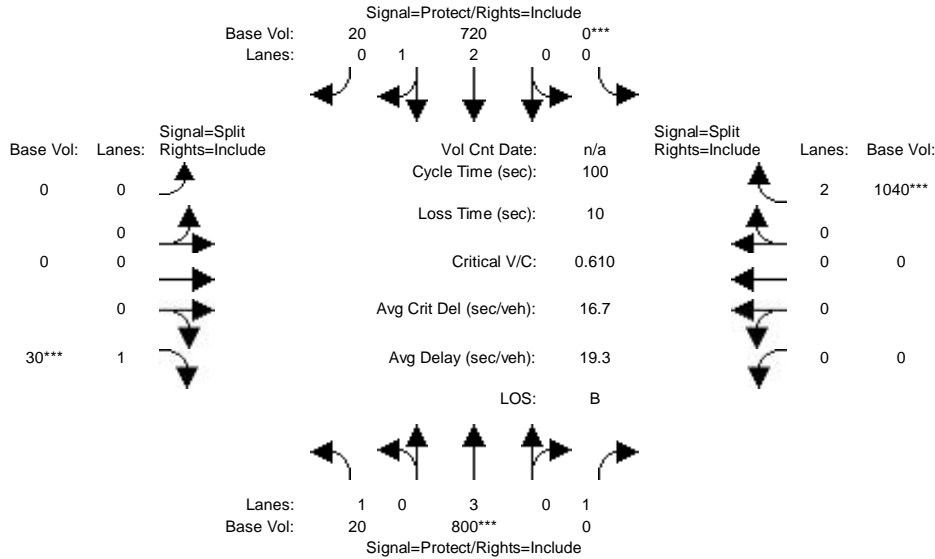 Signal=Protect/Rights=Include
Base Vol: 20 720 0***
Lanes: 0 1 2 0 0
Signal=Split
Base Vol: Lanes: Rights=Include
Vol Cnt Date: n/a
Signal=Split
Rights=Include Lanes: Base Vol:
Cycle Time (sec): 100
0 0
2 1040***
Loss Time (sec): 10
0
0
0 0
Critical V/C: 0.610
0 0
0
Avg Crit Del (sec/veh): 16.7
0
30*** 1
Avg Delay (sec/veh): 19.3
0 0
LOS: B
Lanes: 1 0 3 0 1
Base Vol: 20 800*** 0
Signal=Protect/Rights=Include